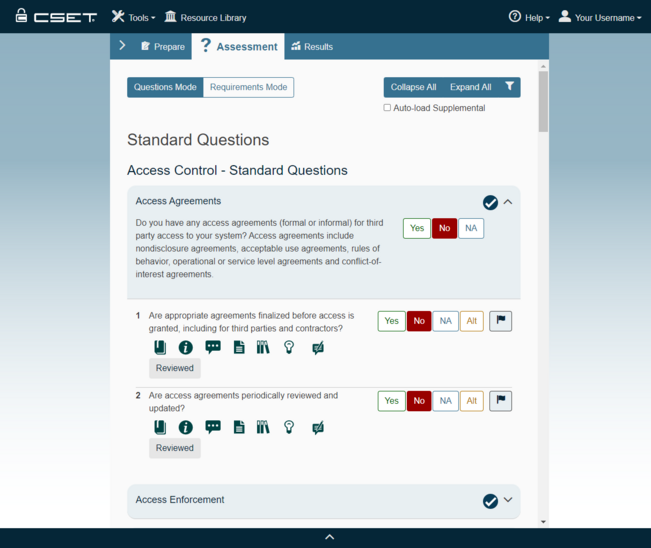 CSET Tools Resource Library Help Your Username
Prepare ? Assessment Results
Questions Mode Requirements Mode Collapse All Expand All
Auto-load Supplemental
Standard Questions
Access Control - Standard Questions
Access Agreements
Do you have any access agreements (formal or informal) for third
party access to your system? Access agreements include
nondisclosure agreements, acceptable use agreements, rules of
behavior, operational or service level agreements and conflict-of-
interest agreements.
Yes No NA
1 Are appropriate agreements finalized before access is
granted, including for third parties and contractors?
Yes No NA Alt
Reviewed
2 Are access agreements periodically reviewed and
updated?
Yes No NA Alt
Reviewed
Access Enforcement